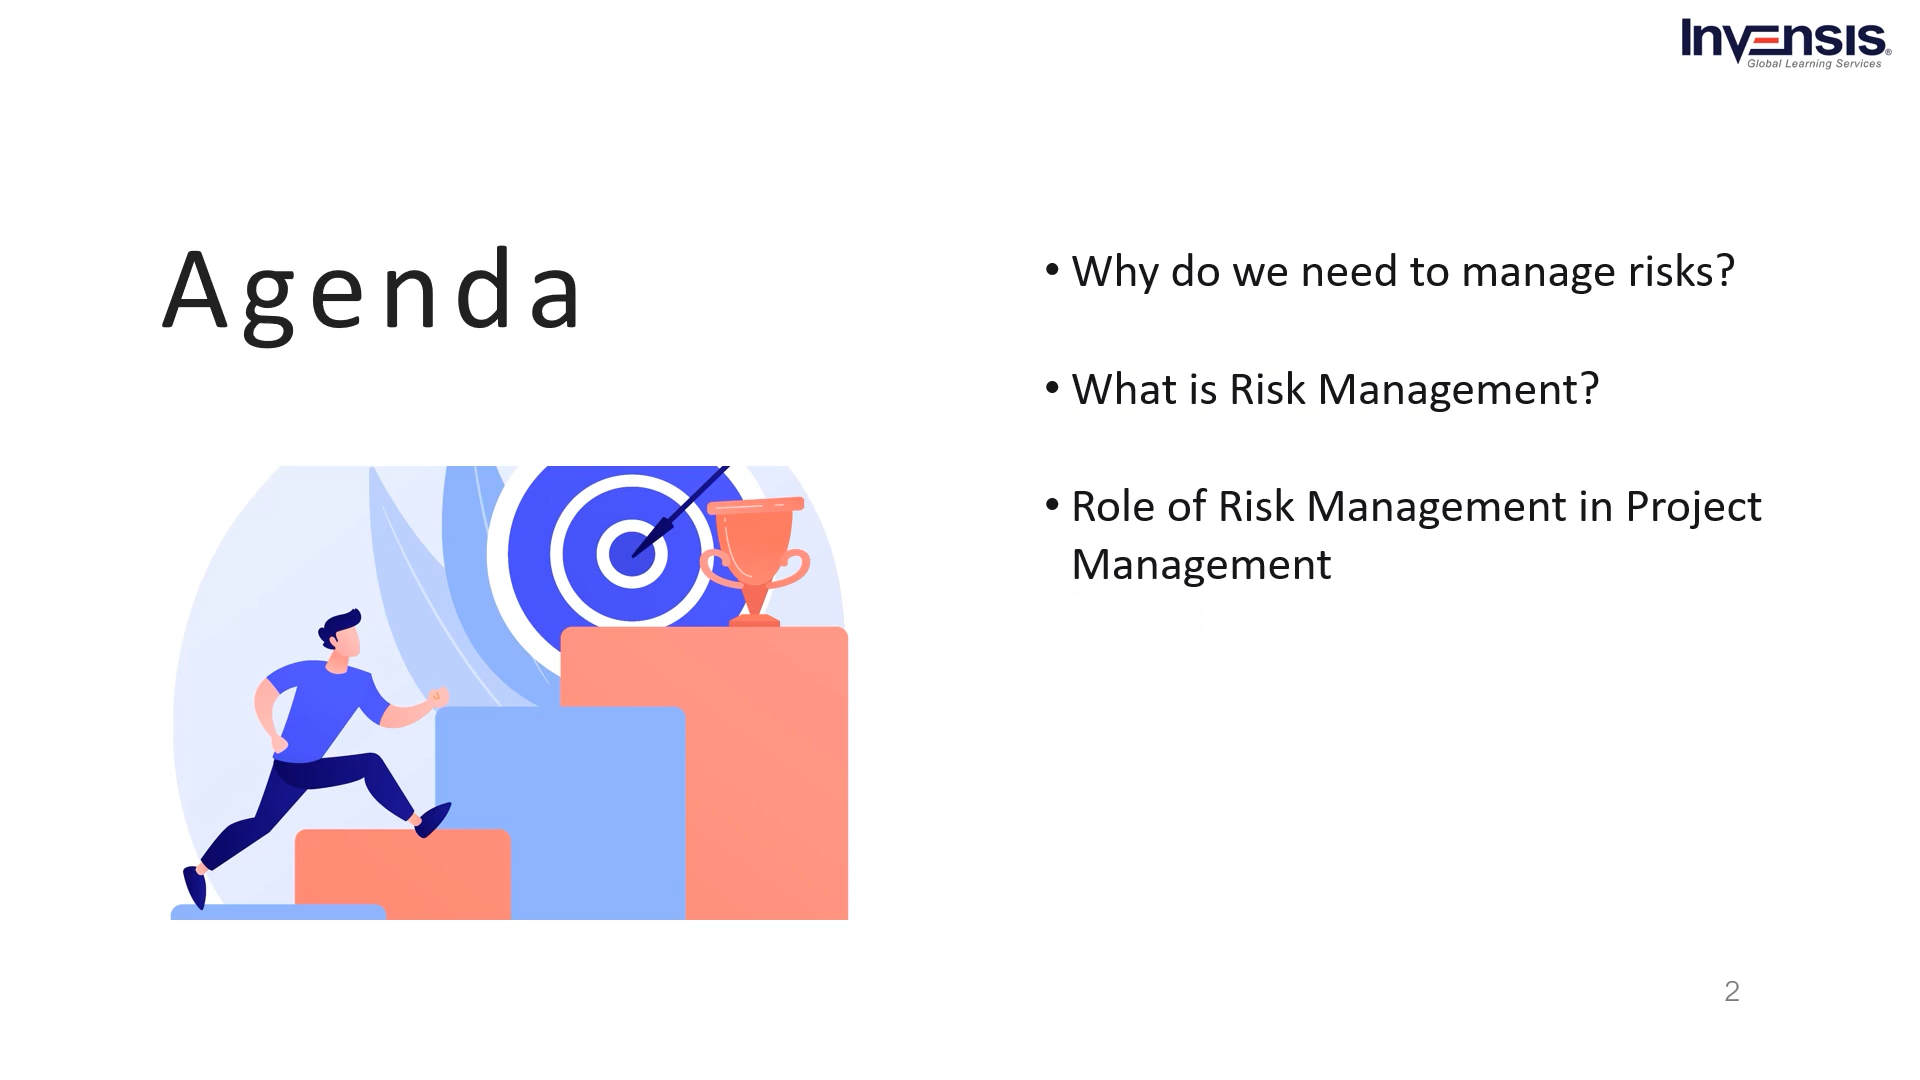 Invensis®
Global Learning Services
Agenda
• Why do we need to manage risks?
• What is Risk Management?
• Role of Risk Management in Project
Management
2